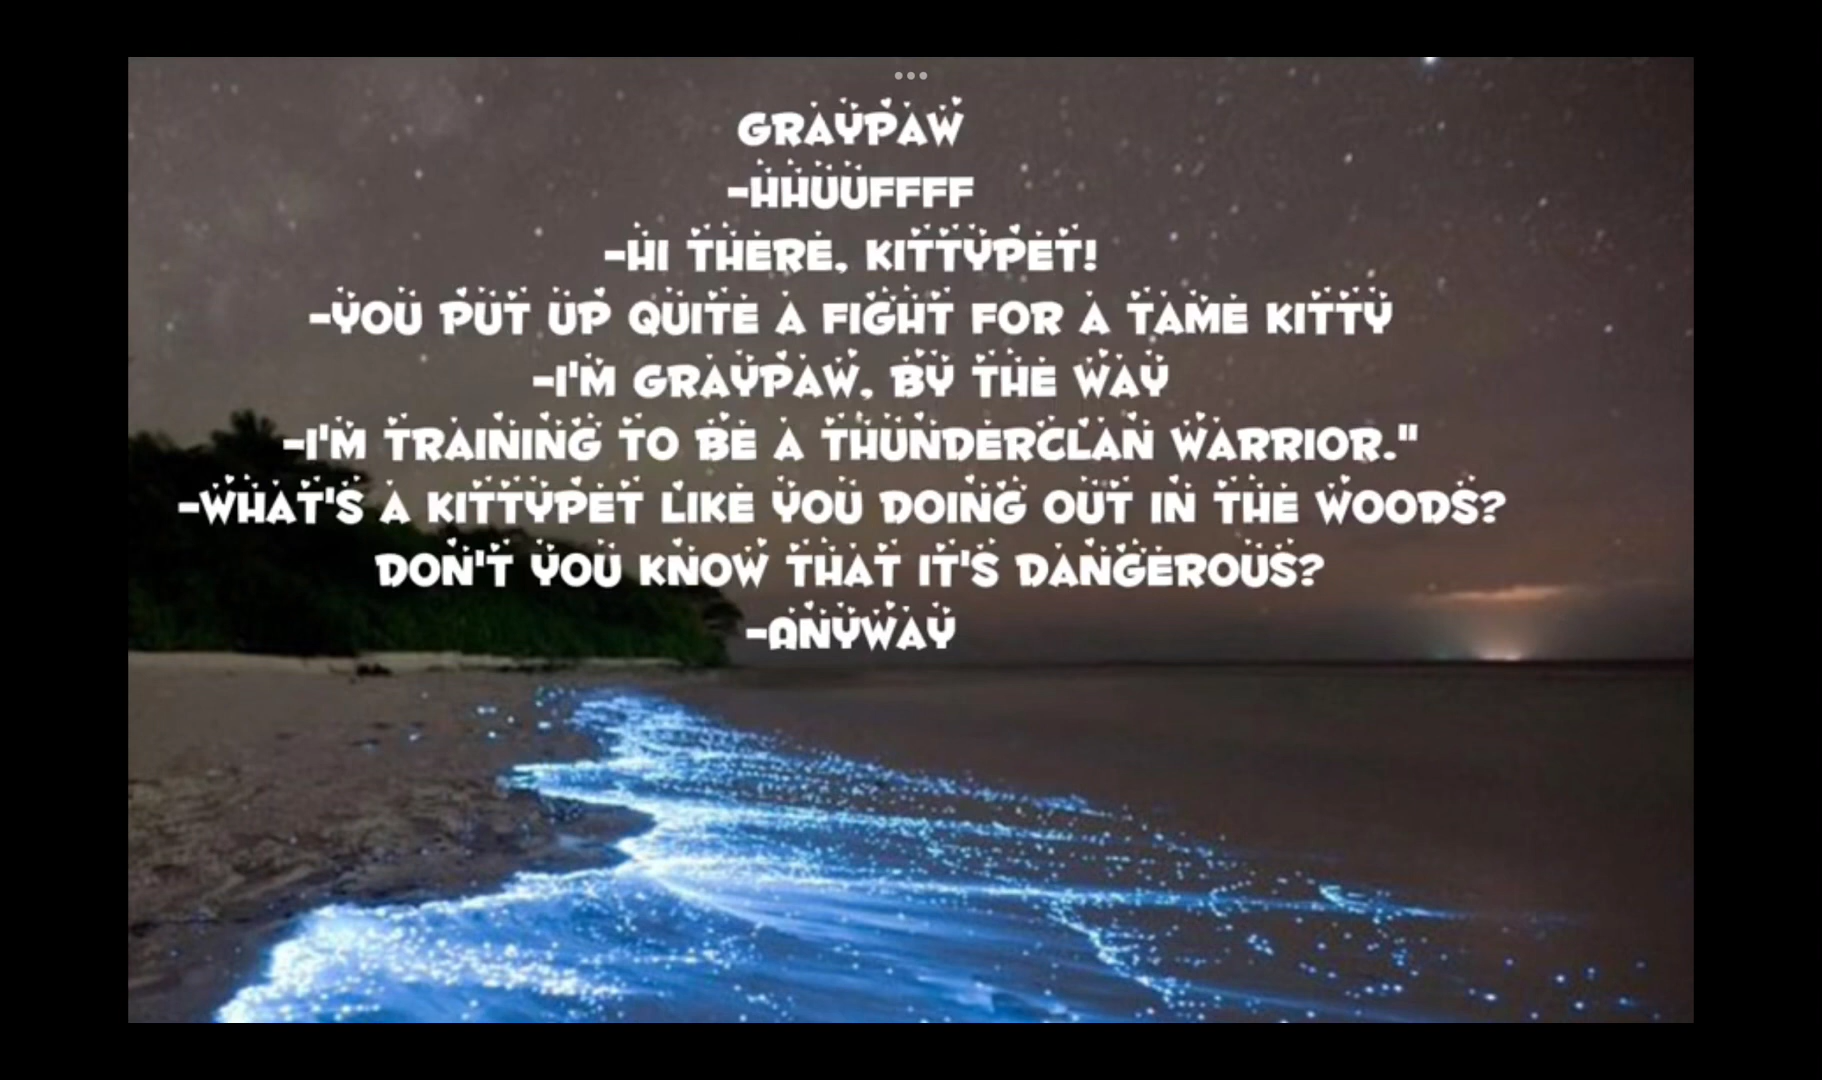 GRAYPAW
-HHUUFFFF
-HI THERE, KITTYPET!
-YOU PUT UP QUITE A FIGHT FOR A TAME KITTY
-I'M GRAYPAW, BY THE WAY
-I'M TRAINING TO BE A THUNDERCLAN WARRIOR."
-WHAT'S A KITTYPET LIKE YOU DOING OUT IN THE WOODS?
DON'T YOU KNOW THAT IT'S DANGEROUS?
-ANYWAY